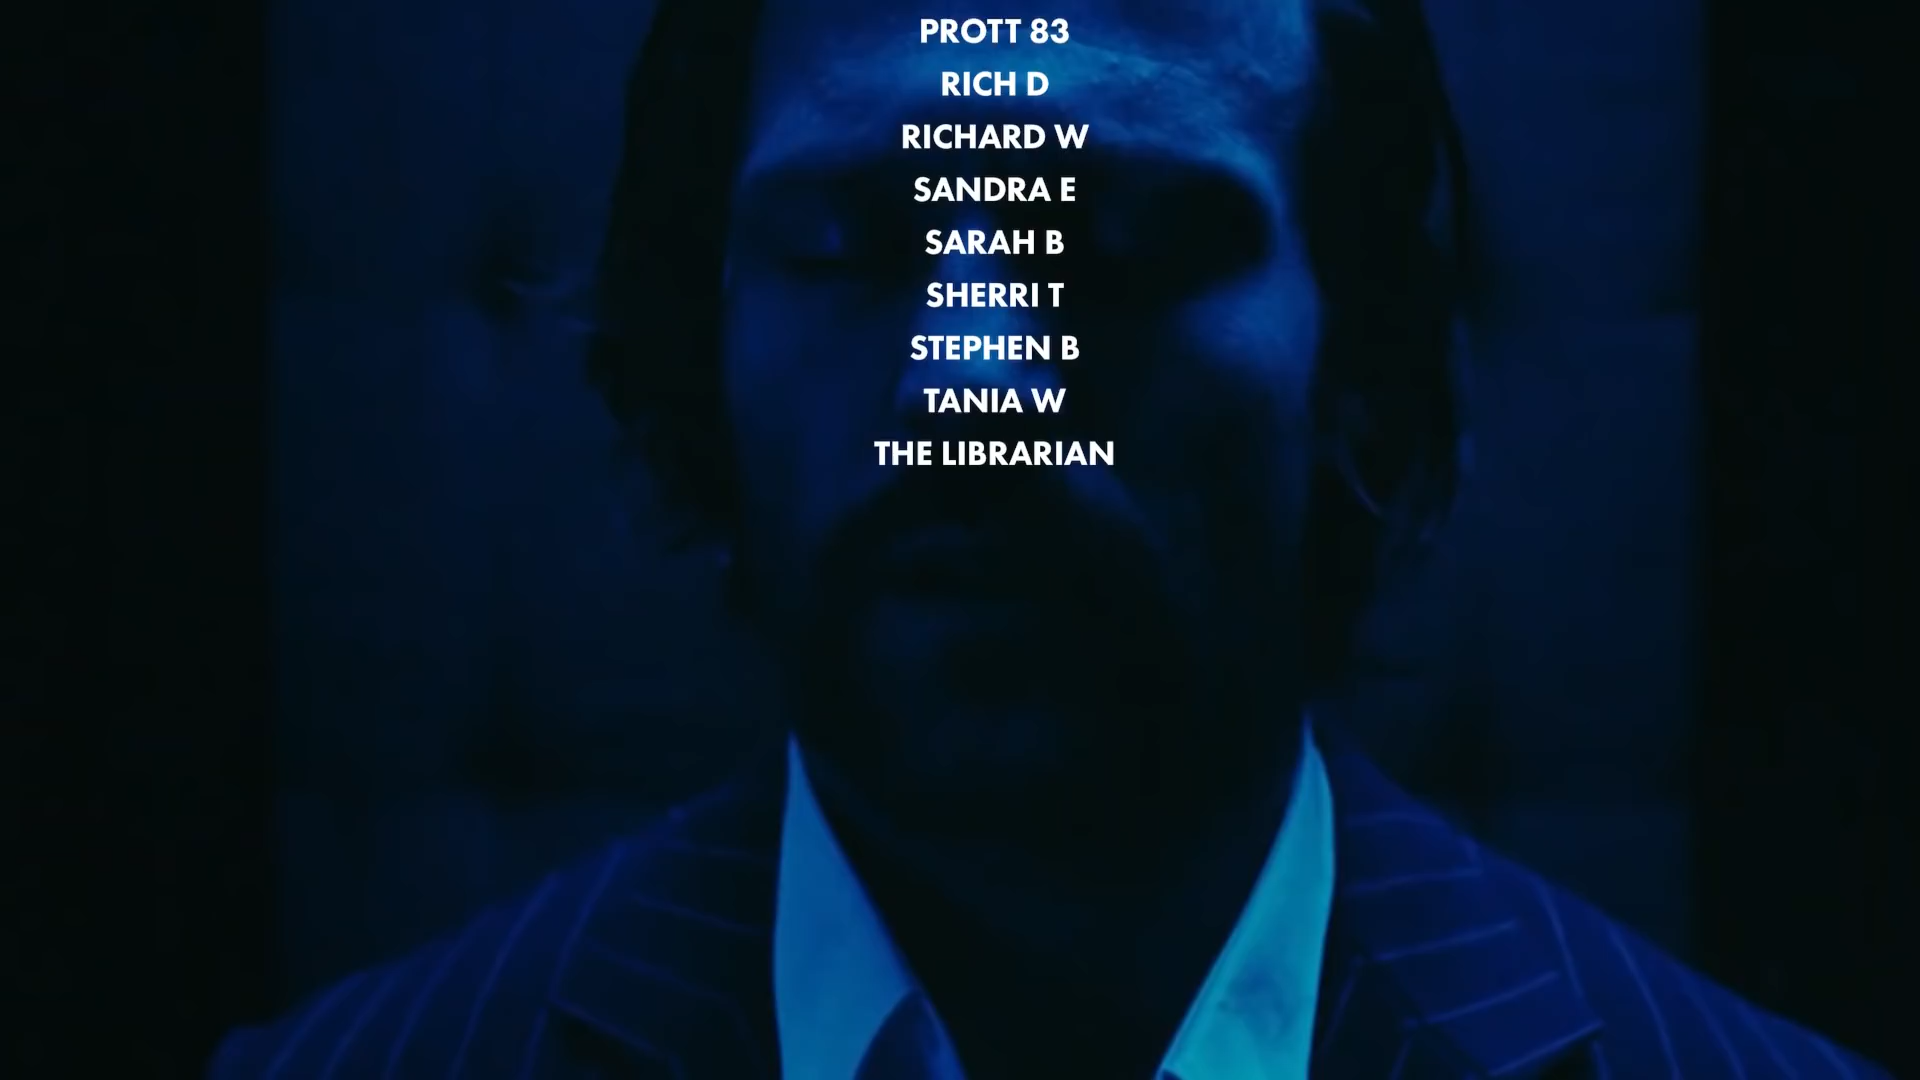 PROTT 83
RICH D
RICHARD W
SANDRA E
SARAH B
SHERRI T
STEPHEN B
TANIA W
THE LIBRARIAN